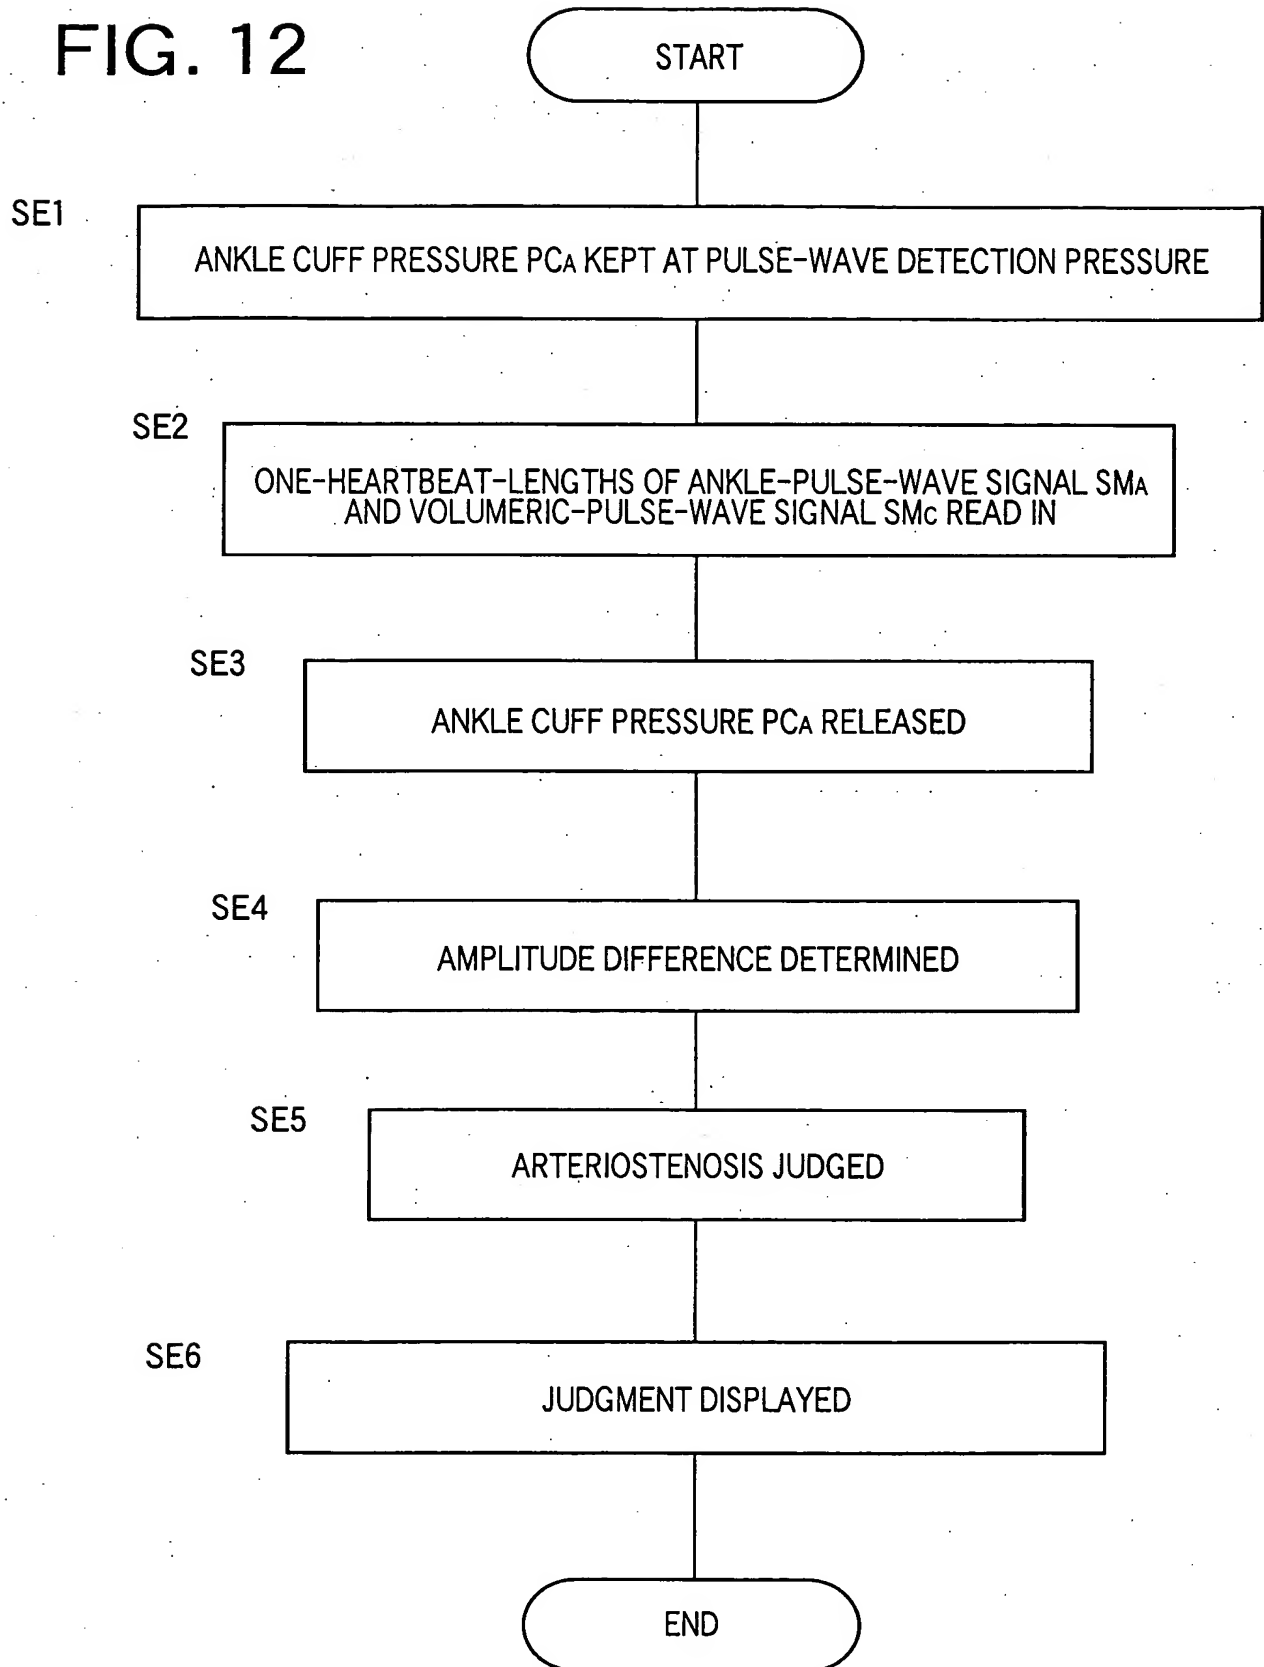 FIG. 12
START
SE1
ANKLE CUFF PRESSURE PCA KEPT AT PULSE-WAVE DETECTION PRESSURE
SE2
ONE-HEARTBEAT-LENGTHS OF ANKLE-PULSE-WAVE SIGNAL SMA
AND VOLUMERIC-PULSE-WAVE SIGNAL SMC READ IN
SE3
ANKLE CUFF PRESSURE PCA RELEASED
SE4
AMPLITUDE DIFFERENCE DETERMINED
SE5
ARTERIOSTENOSIS JUDGED
SE6
JUDGMENT DISPLAYED
END